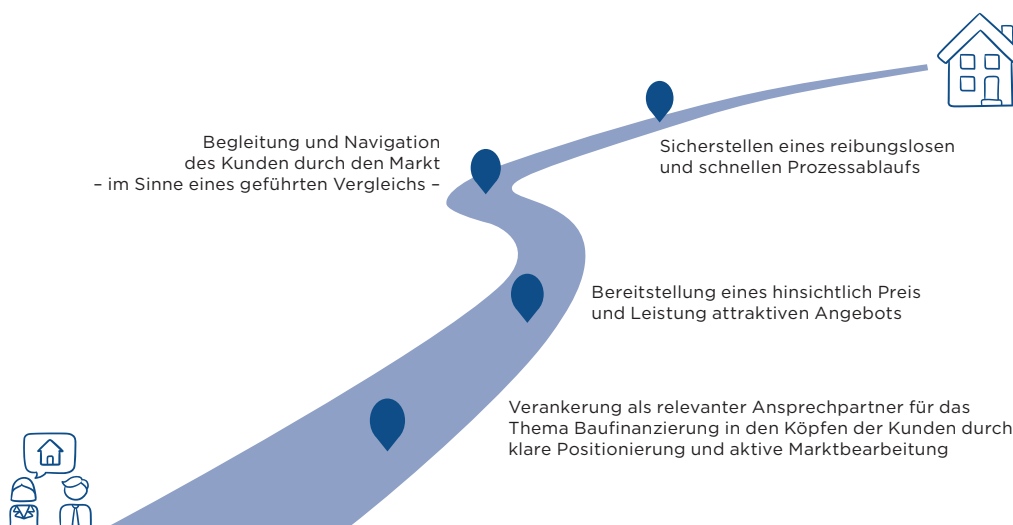 Begleitung und Navigation
des Kunden durch den Markt
– im Sinne eines geführten Vergleichs –
Sicherstellen eines reibungslosen
und schnellen Prozessablaufs
Bereitstellung eines hinsichtlich Preis
und Leistung attraktiven Angebots
Verankerung als relevanter Ansprechpartner für das
Thema Baufinanzierung in den Köpfen der Kunden durch
klare Positionierung und aktive Marktbearbeitung